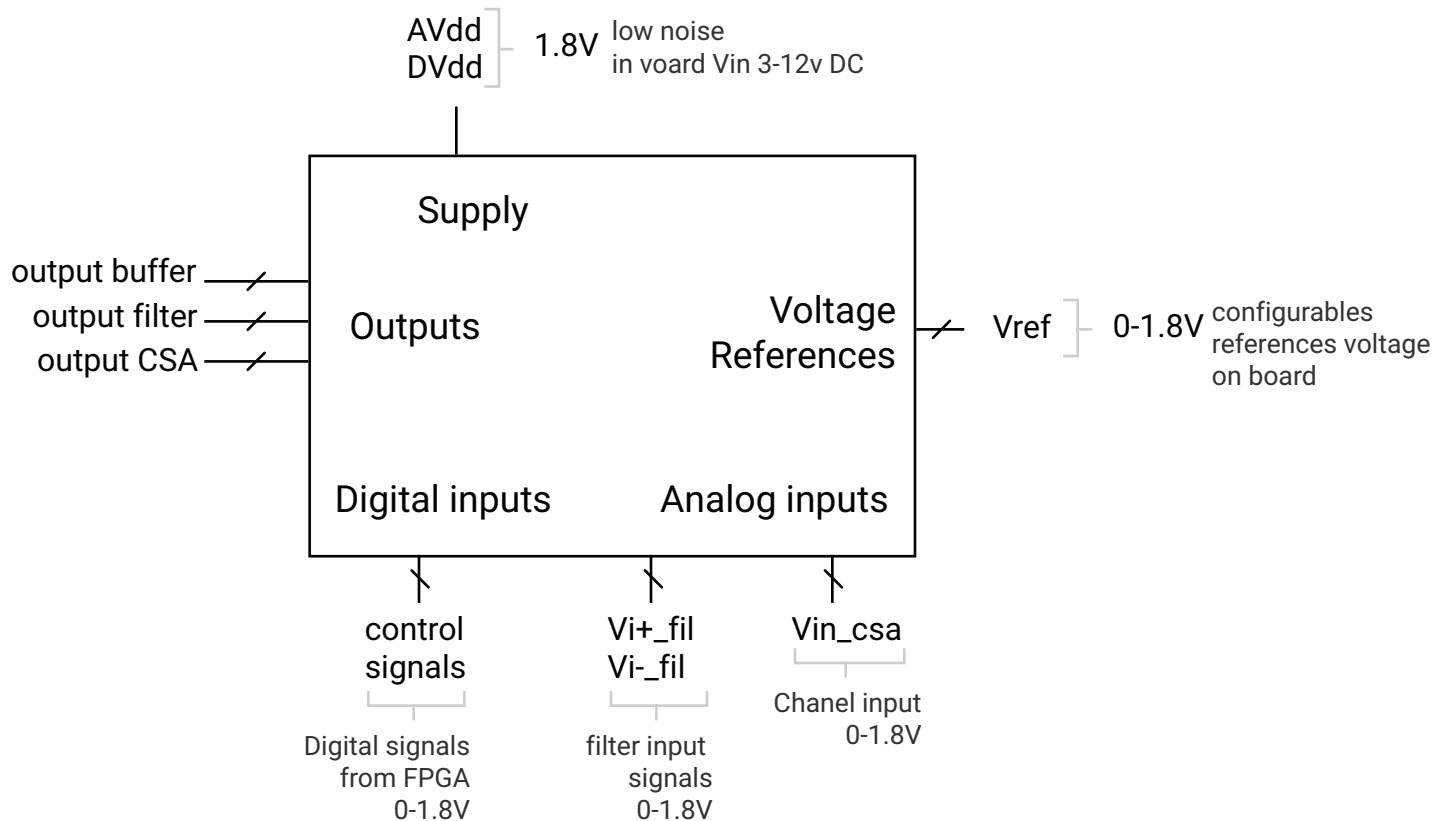 AVdd
DVdd
1.8V
low noise
in voard Vin 3-12v DC
Supply
output buffer
output filter
output CSA
Outputs
Voltage
References
Vref
0-1.8V
configurables
references voltage
on board
Digital inputs
Analog inputs
control
signals
Digital signals
from FPGA
0-1.8V
Vi+_fil
Vi-_fil
filter input
signals
0-1.8V
Vin_csa
Chanel input
0-1.8V